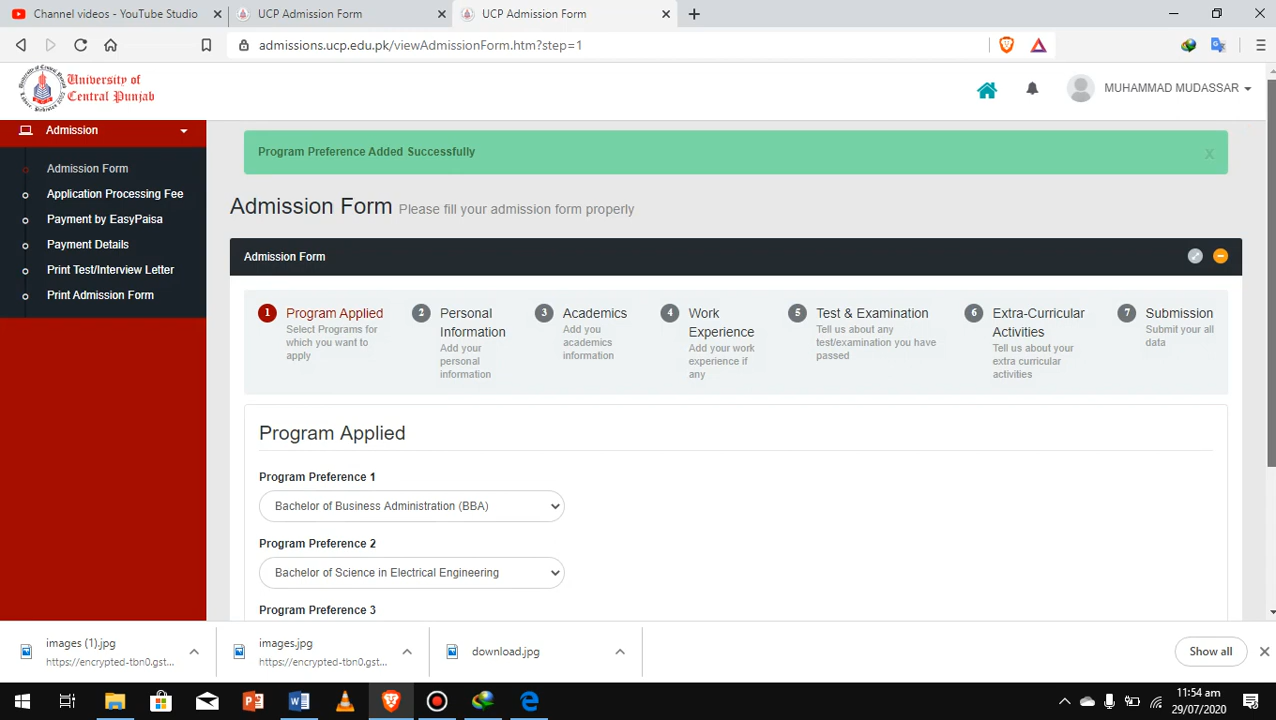 Channel videos - YouTube Studio
UCP Admission Form
UCP Admission Form
admissions.ucp.edu.pk/viewAdmissionForm.htm?step=1
University of
Central Punjab
MUHAMMAD MUDASSAR
Admission
Admission Form
Application Processing Fee
Payment by EasyPaisa
Payment Details
Print Test/Interview Letter
Print Admission Form
Program Preference Added Successfully
x
Admission Form Please fill your admission form properly
Admission Form
1 Program Applied
Select Programs for
which you want to
apply
2 Personal
Information
Add your
personal
information
3 Academics
Add you
academics
information
4 Work
Experience
Add your work
experience if
any
5 Test & Examination
Tell us about any
test/examination you have
passed
6 Extra-Curricular
Activities
Tell us about your
extra curricular
activities
7 Submission
Submit your all
data
Program Applied
Program Preference 1
Bachelor of Business Administration (BBA)
Program Preference 2
Bachelor of Science in Electrical Engineering
Program Preference 3
images (1).jpg
https://encrypted-tbn0.gst...
images.jpg
https://encrypted-tbn0.gst...
download.jpg
Show all
11:54 am
29/07/2020